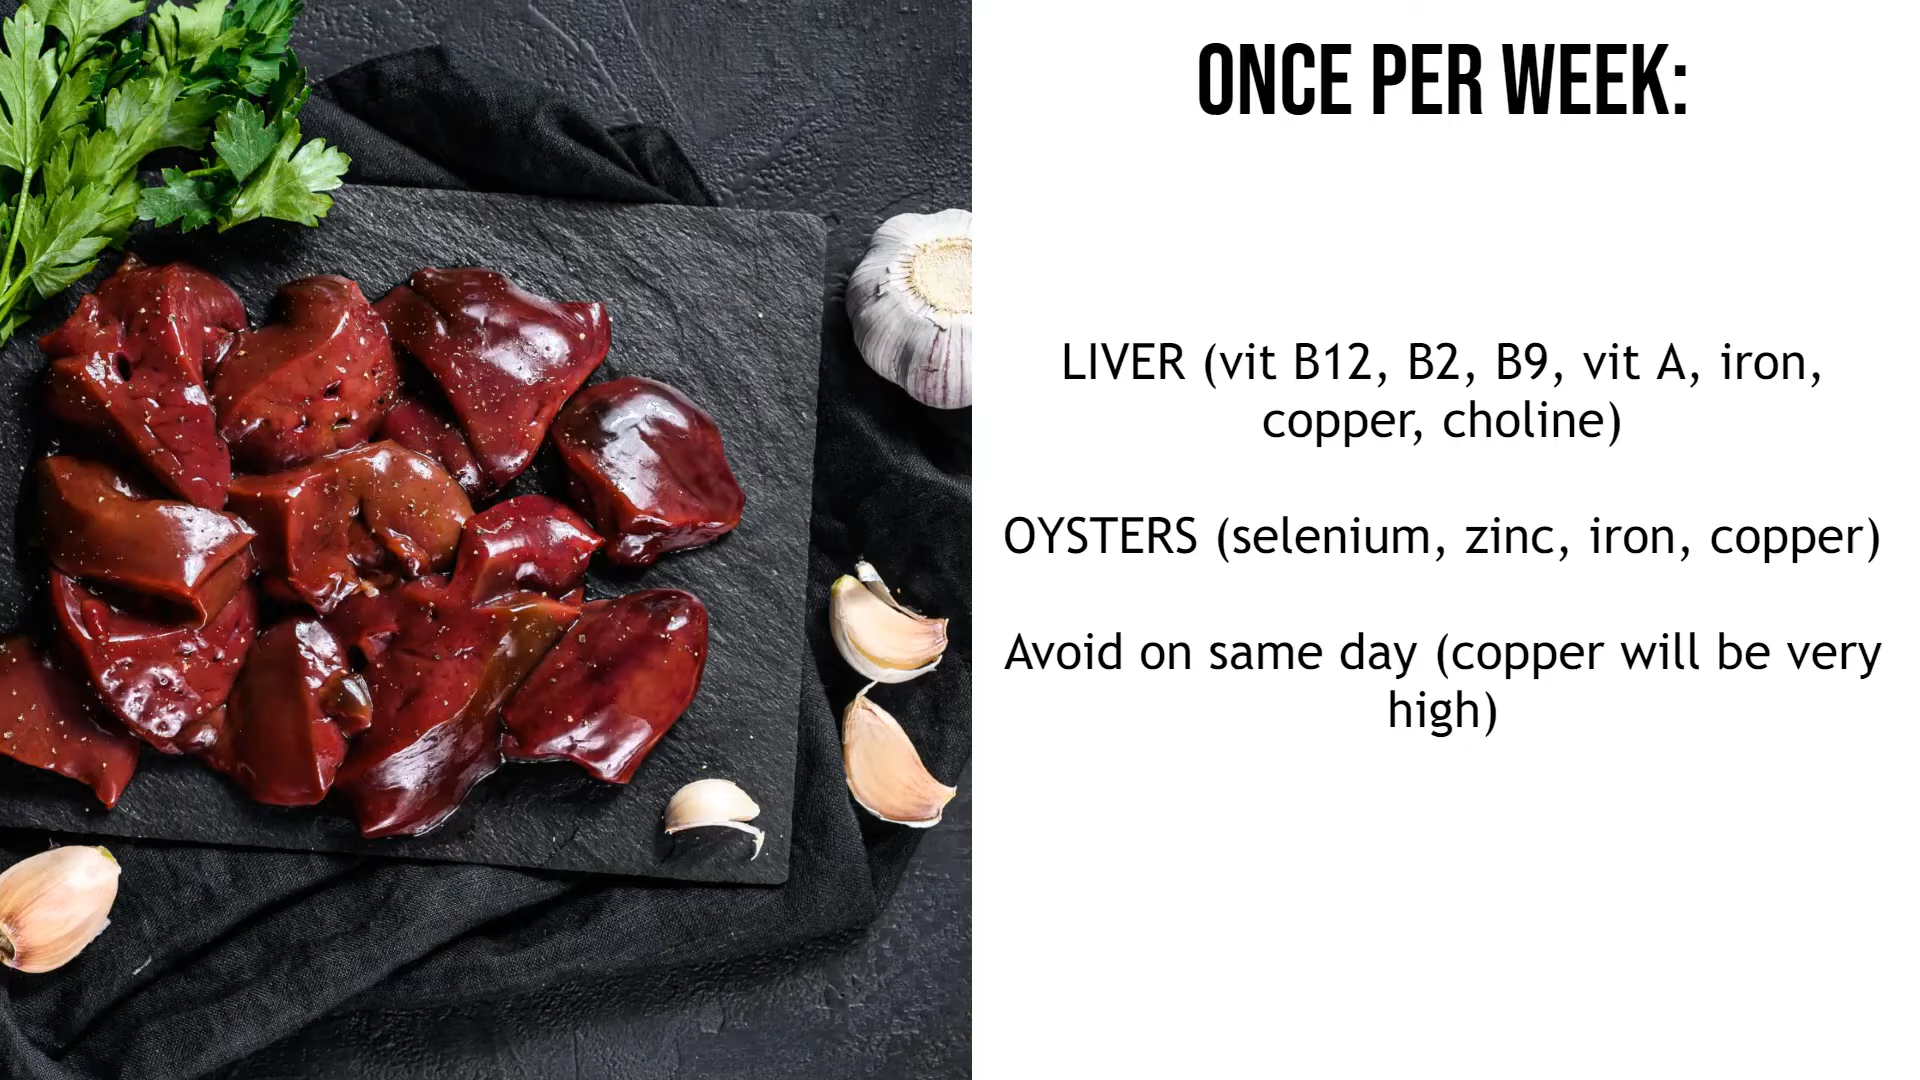 ONCE PER WEEK:
LIVER (vit B12, B2, B9, vit A, iron,
copper, choline)
OYSTERS (selenium, zinc, iron, copper)
Avoid on same day (copper will be very
high)